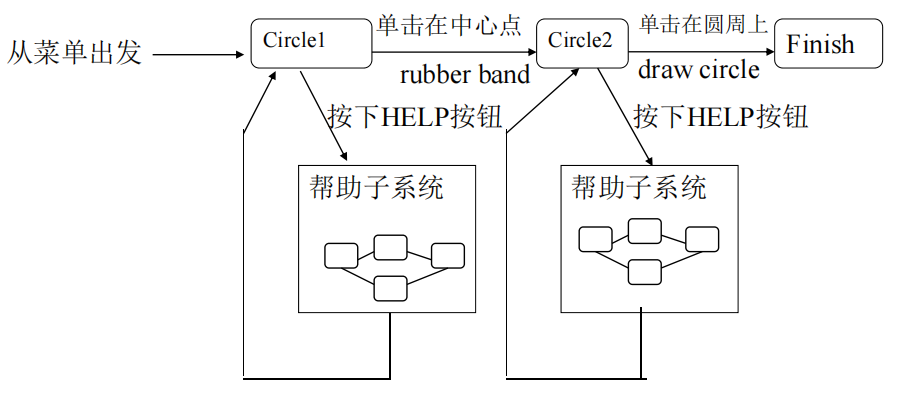 从菜单出发
Circle1
单击在中心点
rubber band
Circle2
单击在圆周上
draw circle
Finish
按下HELP按钮
按下HELP按钮
帮助子系统
帮助子系统